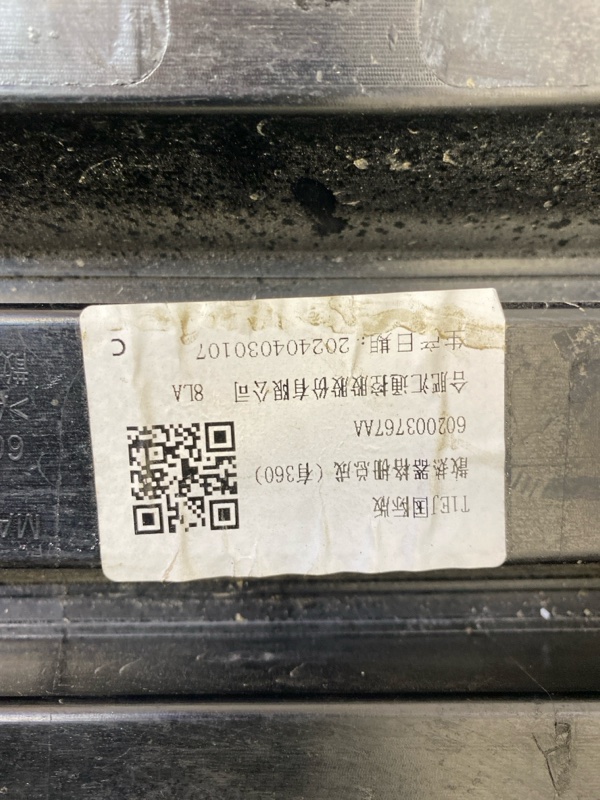 T1EJ国际版
散热器格栅总成（有360）
602003767AA
合肥汇通控股股份有限公司 8LA
生产日期：202404030107
C